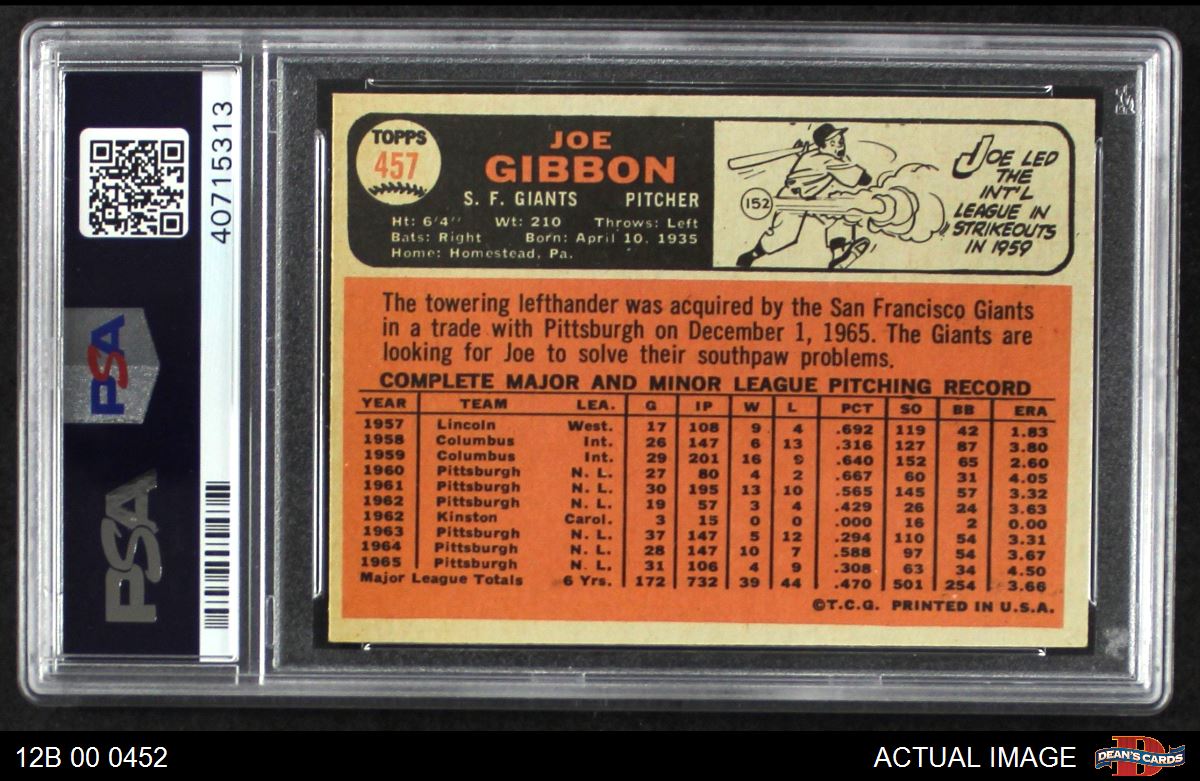 40715313
PSA
PSA
TOPPS
457
JOE
GIBBON
S. F. GIANTS PITCHER
Ht: 6'4" Wt: 210 Throws: Left
Bats: Right Born: April 10, 1935
Home: Homestead, Pa.
152
JOE LED
THE
INT'L
LEAGUE IN
STRIKEOUTS
IN 1959
The towering lefthander was acquired by the San Francisco Giants
in a trade with Pittsburgh on December 1, 1965. The Giants are
looking for Joe to solve their southpaw problems.
COMPLETE MAJOR AND MINOR LEAGUE PITCHING RECORD
YEAR TEAM LEA. G IP W L PCT SO BB ERA
1957 Lincoln West. 17 108 9 4 .692 119 42 1.83
1958 Columbus Int. 26 147 6 13 .316 127 87 3.80
1959 Columbus Int. 29 201 16 9 .640 152 65 2.60
1960 Pittsburgh N. L. 27 80 4 2 .667 60 31 4.05
1961 Pittsburgh N. L. 30 195 13 10 .565 145 57 3.32
1962 Pittsburgh N. L. 19 57 3 4 .429 26 24 3.63
1962 Kinston Carol. 3 15 0 0 .000 16 2 0.00
1963 Pittsburgh N. L. 37 147 5 12 .294 110 54 3.31
1964 Pittsburgh N. L. 28 147 10 7 .588 97 54 3.67
1965 Pittsburgh N. L. 31 106 4 9 .308 63 34 4.50
Major League Totals 6 Yrs. 172 732 39 44 .470 501 254 3.66
©T.C.G. PRINTED IN U.S.A.
12B 00 0452
ACTUAL IMAGE
D
DEAN'S CARDS